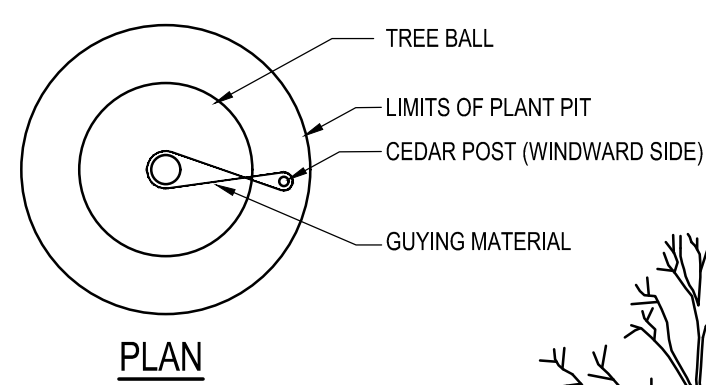 TREE BALL
LIMITS OF PLANT PIT
CEDAR POST (WINDWARD SIDE)
GUYING MATERIAL
PLAN